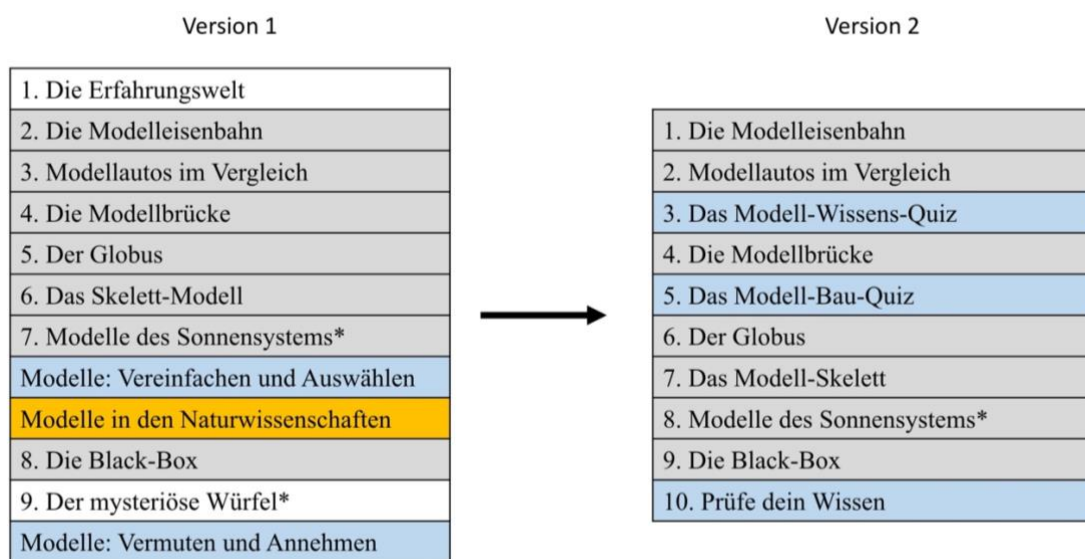 Version 1
1. Die Erfahrungswelt
2. Die Modelleisenbahn
3. Modellautos im Vergleich
4. Die Modellbrücke
5. Der Globus
6. Das Skelett-Modell
7. Modelle des Sonnensystems*
Modelle: Vereinfachen und Auswählen
Modelle in den Naturwissenschaften
8. Die Black-Box
9. Der mysteriöse Würfel*
Modelle: Vermuten und Annehmen
Version 2
1. Die Modelleisenbahn
2. Modellautos im Vergleich
3. Das Modell-Wissens-Quiz
4. Die Modellbrücke
5. Das Modell-Bau-Quiz
6. Der Globus
7. Das Modell-Skelett
8. Modelle des Sonnensystems*
9. Die Black-Box
10. Prüfe dein Wissen